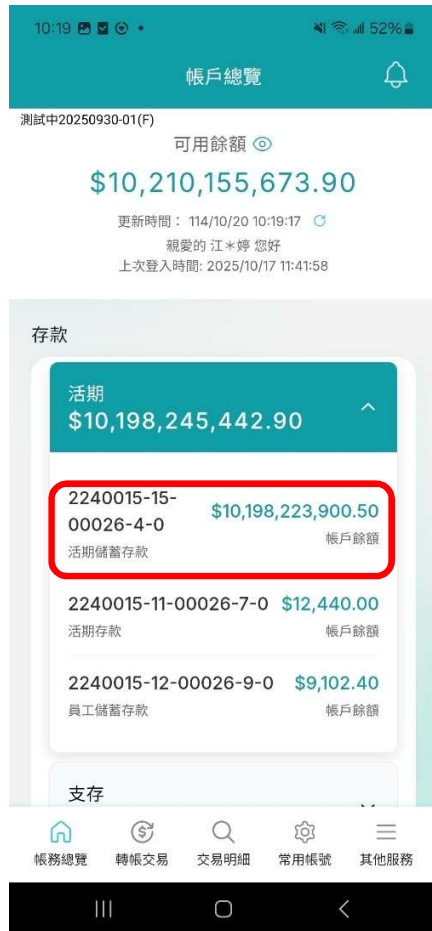 10:19
52%
帳戶總覽
測試中20250930-01(F)
可用餘額
$10,210,155,673.90
更新時間： 114/10/20 10:19:17
親愛的 江＊婷 您好
上次登入時間: 2025/10/17 11:41:58
存款
活期
$10,198,245,442.90
2240015-15-
00026-4-0
$10,198,223,900.50
活期儲蓄存款
帳戶餘額
2240015-11-00026-7-0 $12,440.00
活期存款 帳戶餘額
2240015-12-00026-9-0 $9,102.40
員工儲蓄存款 帳戶餘額
支存
帳務總覽 轉帳交易 交易明細 常用帳號 其他服務